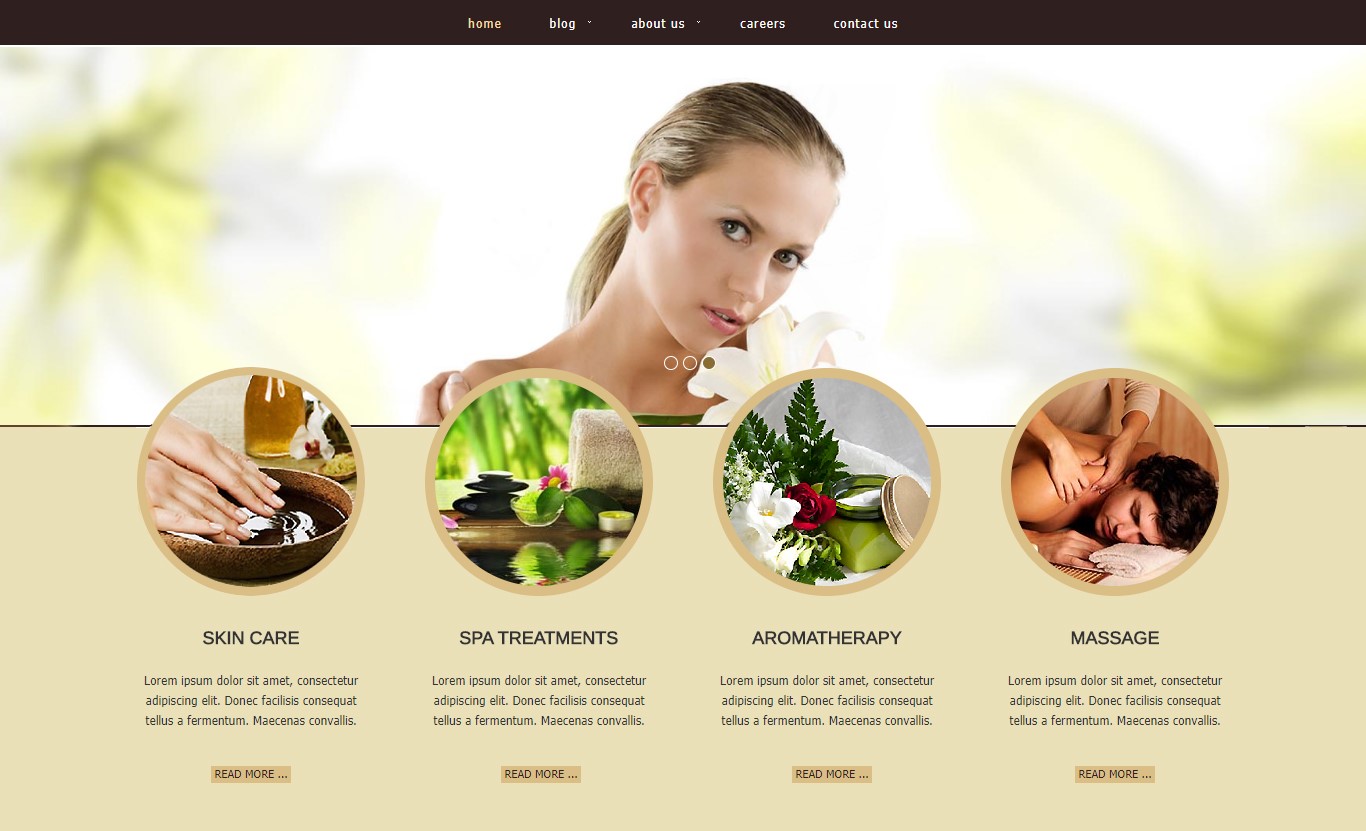 home blog about us careers contact us
SKIN CARE
Lorem ipsum dolor sit amet, consectetur
adipiscing elit. Donec facilisis consequat
tellus a fermentum. Maecenas convallis.
READ MORE ...
SPA TREATMENTS
Lorem ipsum dolor sit amet, consectetur
adipiscing elit. Donec facilisis consequat
tellus a fermentum. Maecenas convallis.
READ MORE ...
AROMATHERAPY
Lorem ipsum dolor sit amet, consectetur
adipiscing elit. Donec facilisis consequat
tellus a fermentum. Maecenas convallis.
READ MORE ...
MASSAGE
Lorem ipsum dolor sit amet, consectetur
adipiscing elit. Donec facilisis consequat
tellus a fermentum. Maecenas convallis.
READ MORE ...